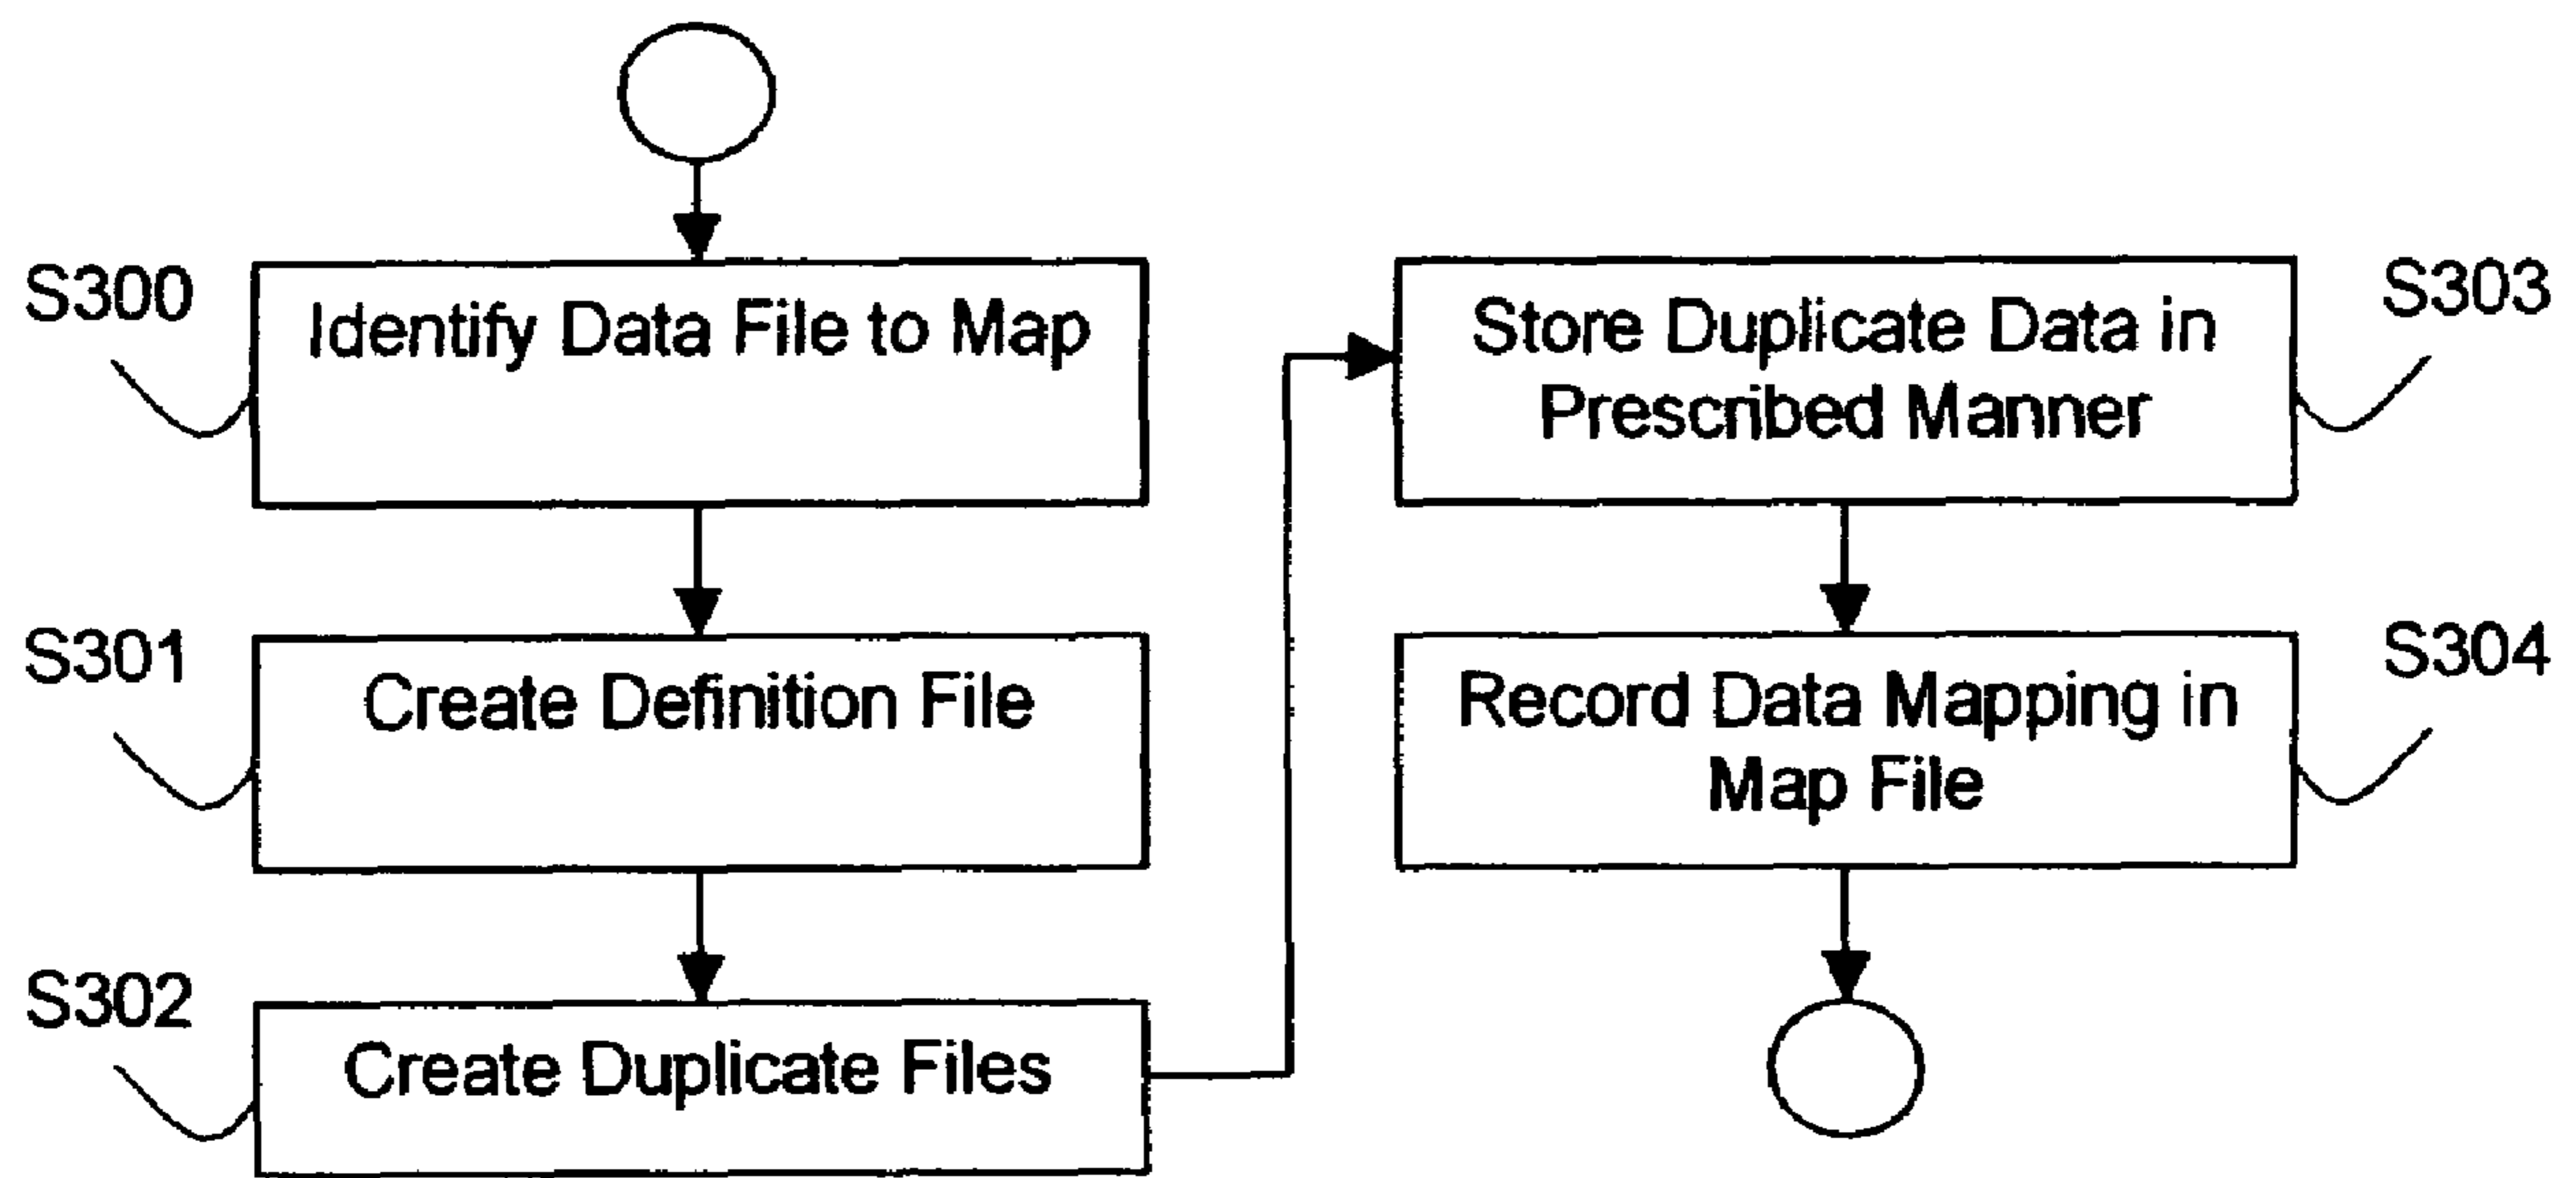 S300
Identify Data File to Map
S301
Create Definition File
S302
Create Duplicate Files
Store Duplicate Data in
Prescribed Manner
S303
Record Data Mapping in
Map File
S304